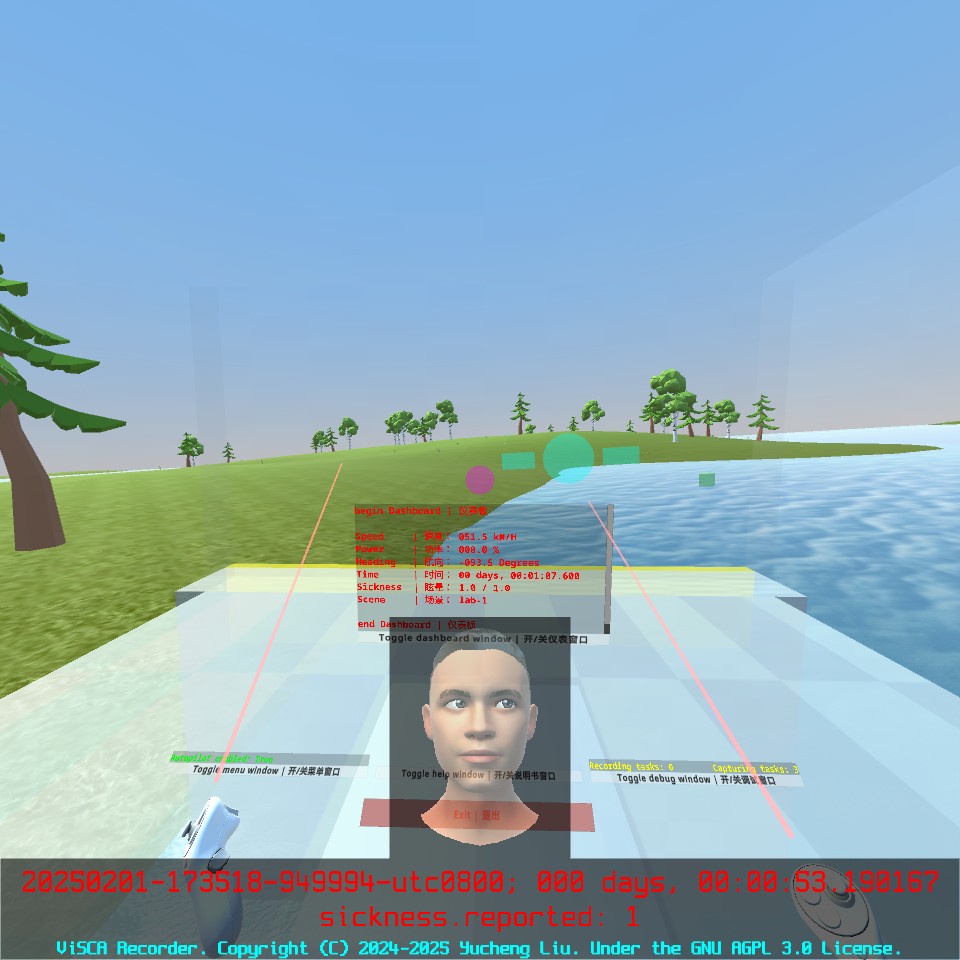 begin Dashboard | 仪表板
Speed | 速度: 051.5 kM/H
Power | 功率: 000.0 %
Heading | 航向: -093.5 Degrees
Time | 时间: 00 days, 00:01:07.600
Sickness | 眩晕: 1.0 / 1.0
Scene | 场景: lab-1
end Dashboard | 仪表板
Toggle dashboard window | 开/关仪表窗口
Autopilot enabled: True
Toggle menu window | 开/关菜单窗口
Toggle help window | 开/关说明书窗口
Recording tasks: 0 Capturing tasks: 3
Toggle debug window | 开/关调试窗口
Exit | 退出
20250201-173518-949994-utc0800; 000 days, 00:00:53.190167
sickness.reported: 1
ViSCA Recorder. Copyright (C) 2024-2025 Yucheng Liu. Under the GNU AGPL 3.0 License.